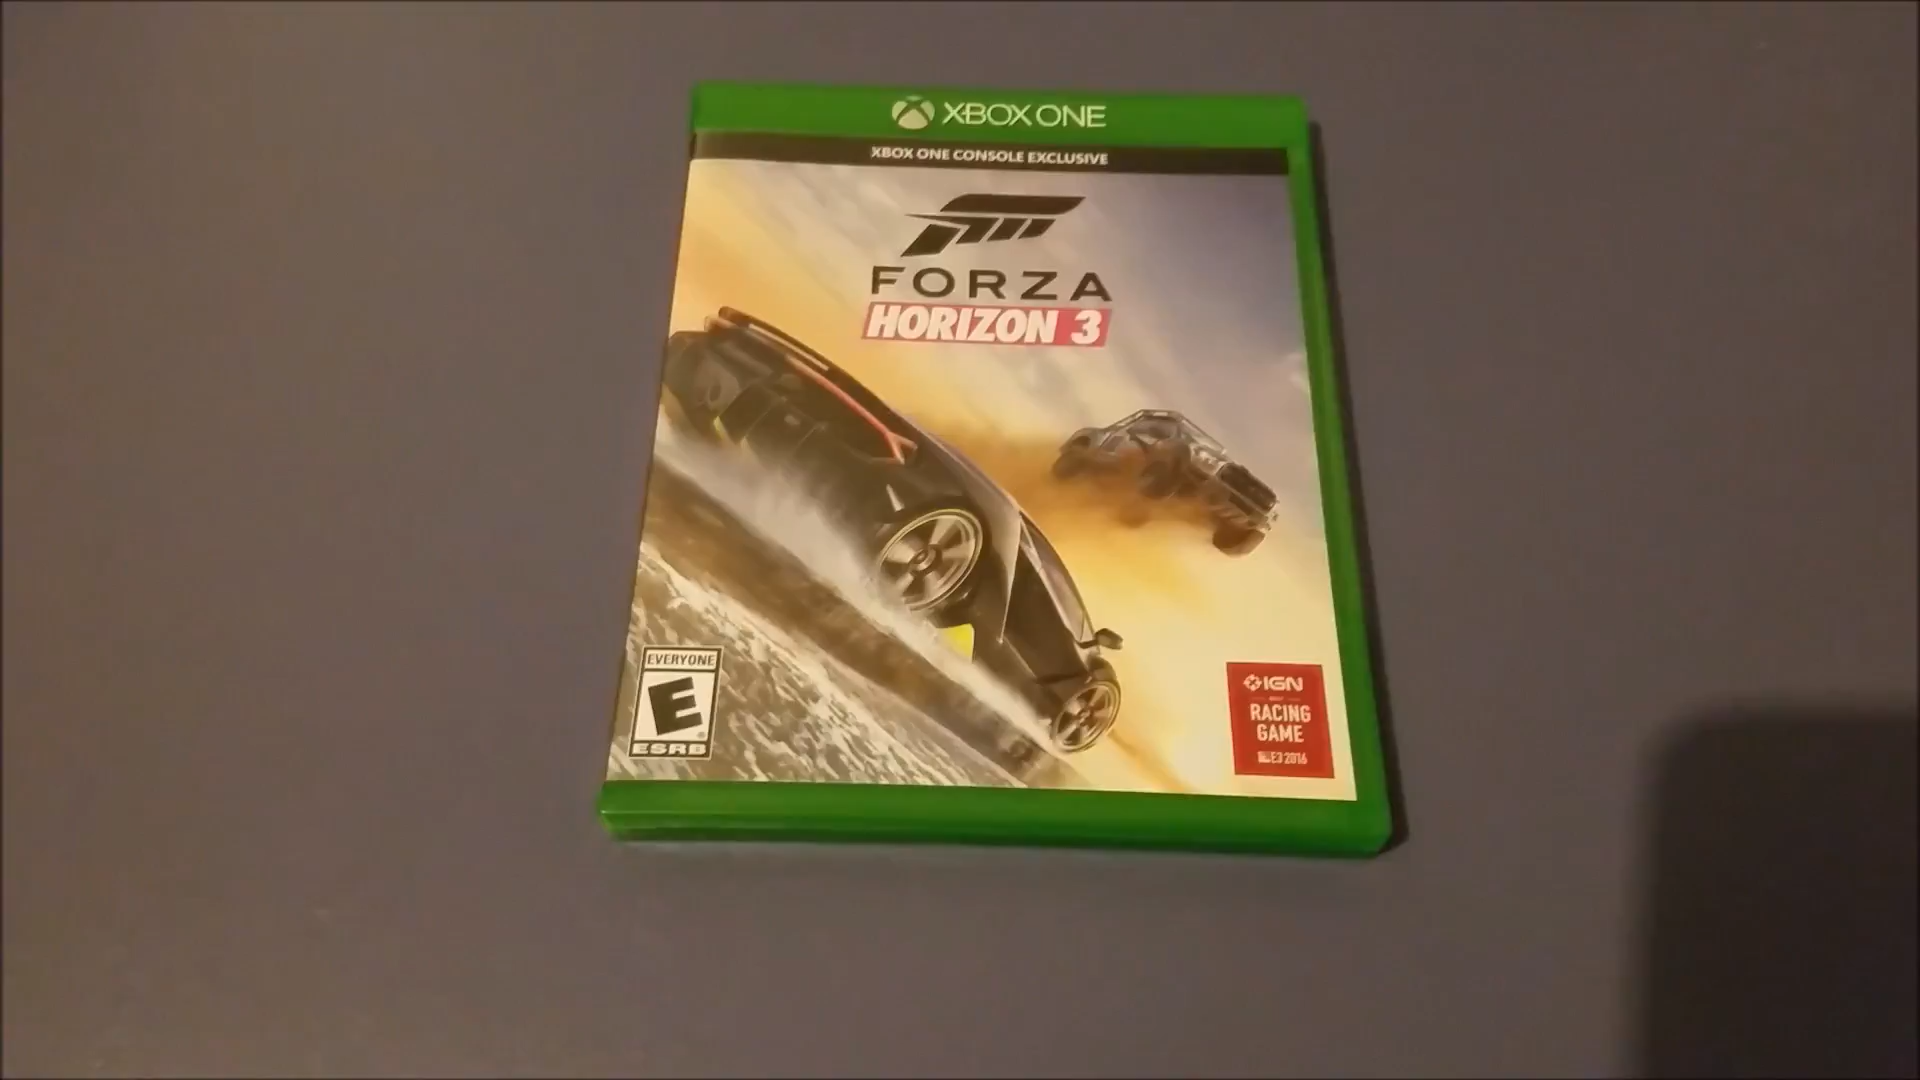 XBOX ONE
XBOX ONE CONSOLE EXCLUSIVE
FORZA
HORIZON 3
EVERYONE
E
ESRB
IGN
RACING
GAME
E3 2016